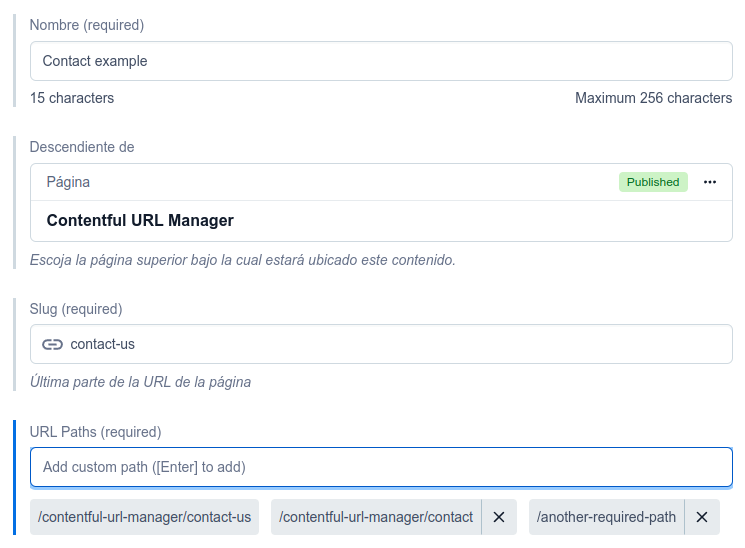 Nombre (required)
Contact example
15 characters Maximum 256 characters
Descendiente de
Página Published
Contentful URL Manager
Escoja la página superior bajo la cual estará ubicado este contenido.
Slug (required)
contact-us
Última parte de la URL de la página
URL Paths (required)
Add custom path ([Enter] to add)
/contentful-url-manager/contact-us /contentful-url-manager/contact /another-required-path